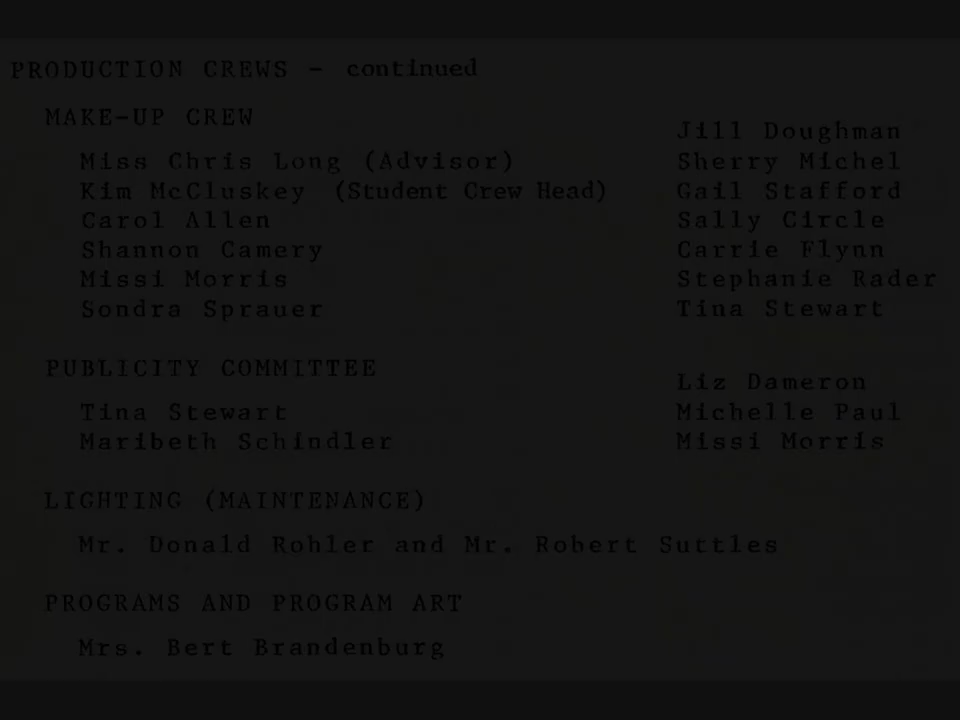 PRODUCTION CREWS - continued
MAKE-UP CREW
Miss Chris Long (Advisor)
Kim McCluskey (Student Crew Head)
Carol Allen
Shannon Camery
Missi Morris
Sondra Sprauer
Jill Doughman
Sherry Michel
Gail Stafford
Sally Circle
Carrie Flynn
Stephanie Rader
Tina Stewart
PUBLICITY COMMITTEE
Tina Stewart
Maribeth Schindler
Liz Dameron
Michelle Paul
Missi Morris
LIGHTING (MAINTENANCE)
Mr. Donald Rohler and Mr. Robert Suttles
PROGRAMS AND PROGRAM ART
Mrs. Bert Brandenburg